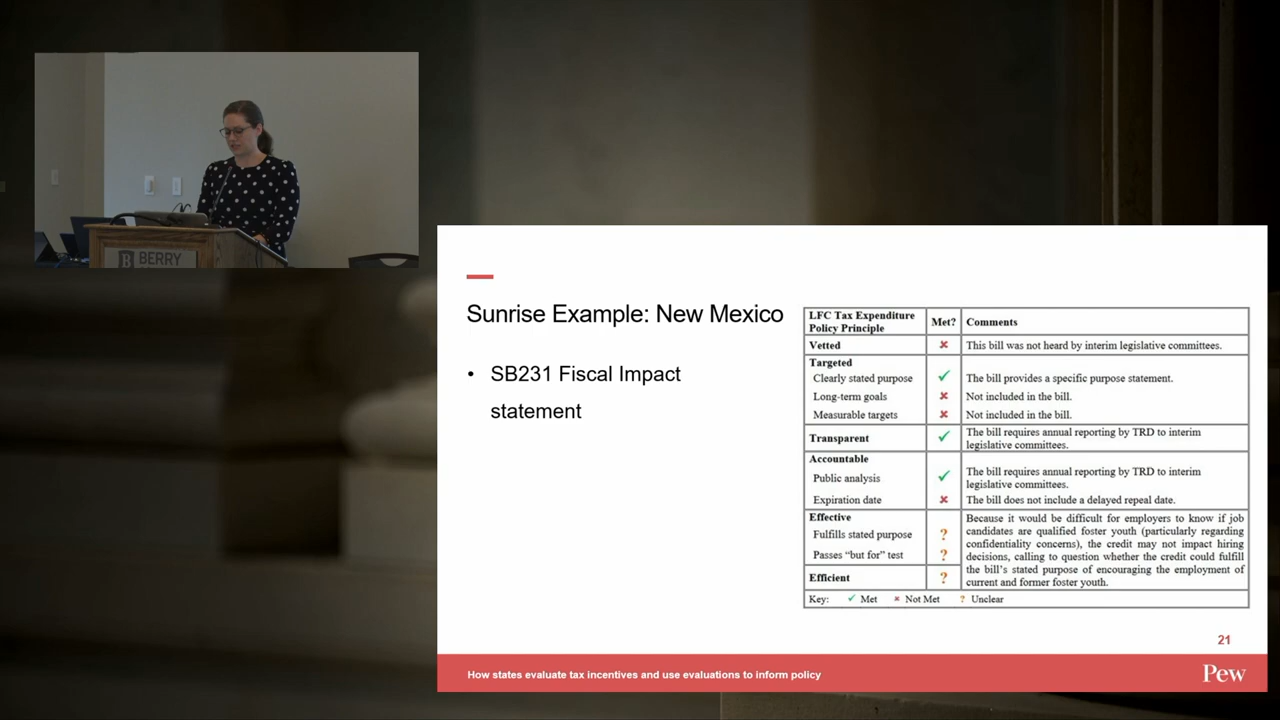 BERRY
Sunrise Example: New Mexico
• SB231 Fiscal Impact
statement
LFC Tax Expenditure
Policy Principle
Met?
Comments
Vetted
This bill was not heard by interim legislative committees.
Targeted
Clearly stated purpose
The bill provides a specific purpose statement.
Long-term goals
Not included in the bill.
Measurable targets
Not included in the bill.
Transparent
The bill requires annual reporting by TRD to interim
legislative committees.
Accountable
Public analysis
The bill requires annual reporting by TRD to interim
legislative committees.
Expiration date
The bill does not include a delayed repeal date.
Effective
Fulfills stated purpose
?
Passes “but for” test
?
Efficient
?
Because it would be difficult for employers to know if job
candidates are qualified foster youth (particularly regarding
confidentiality concerns), the credit may not impact hiring
decisions, calling to question whether the credit could fulfill
the bill's stated purpose of encouraging the employment of
current and former foster youth.
Key: ✓ Met ✗ Not Met ? Unclear
21
How states evaluate tax incentives and use evaluations to inform policy
Pew